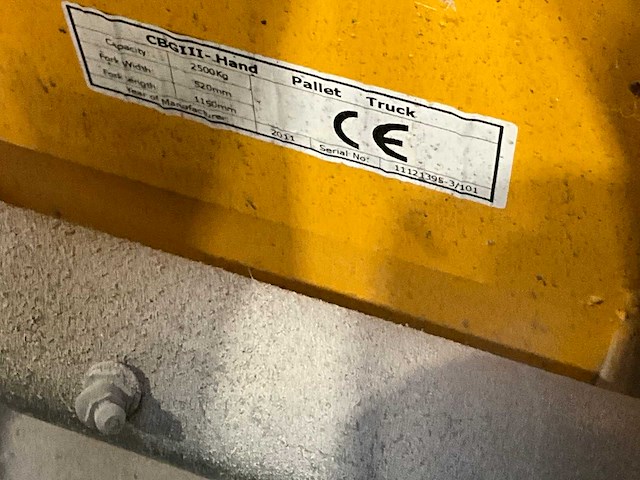 CBGIII- Hand Pallet Truck
Capacity 2500Kg
Fork Width 520mm
Fork length 1150mm
Year of Manufacturer 2011 Serial No: 11121395-3/101
CE